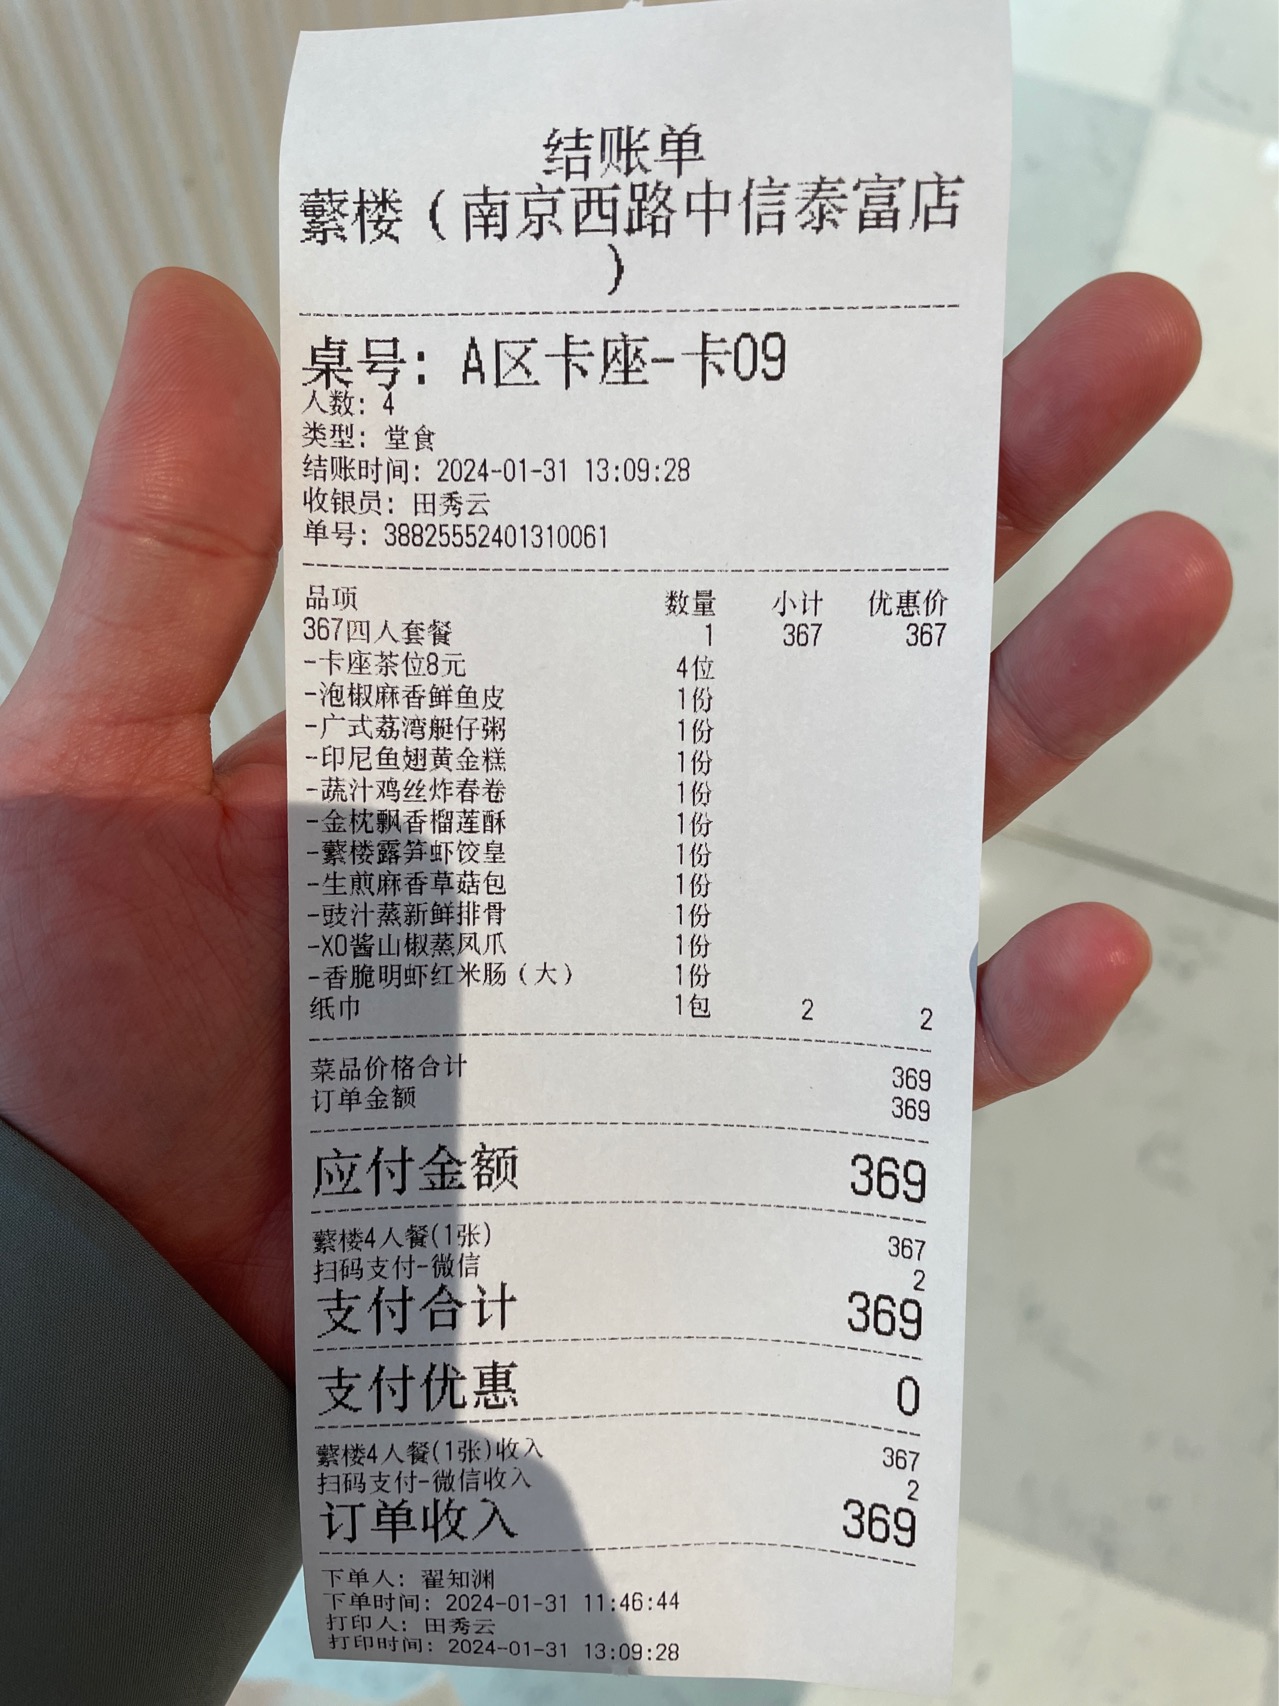 结账单
蘩楼（南京西路中信泰富店
）
桌号: A区卡座-卡09
人数: 4
类型: 堂食
结账时间: 2024-01-31 13:09:28
收银员: 田秀云
单号: 38825552401310061
品项 数量 小计 优惠价
367四人套餐 1 367 367
-卡座茶位8元 4位
-泡椒麻香鲜鱼皮 1份
-广式荔湾艇仔粥 1份
-印尼鱼翅黄金糕 1份
-蔬汁鸡丝炸春卷 1份
-金枕飘香榴莲酥 1份
-蘩楼露笋虾饺皇 1份
-生煎麻香草菇包 1份
-豉汁蒸新鲜排骨 1份
-XO酱山椒蒸凤爪 1份
-香脆明虾红米肠（大） 1份
纸巾 1包 2 2
菜品价格合计 369
订单金额 369
应付金额 369
蘩楼4人餐(1张) 367
扫码支付-微信 2
支付合计 369
支付优惠 0
蘩楼4人餐(1张)收入 367
扫码支付-微信收入 2
订单收入 369
下单人: 翟知渊
下单时间: 2024-01-31 11:46:44
打印人: 田秀云
打印时间: 2024-01-31 13:09:28